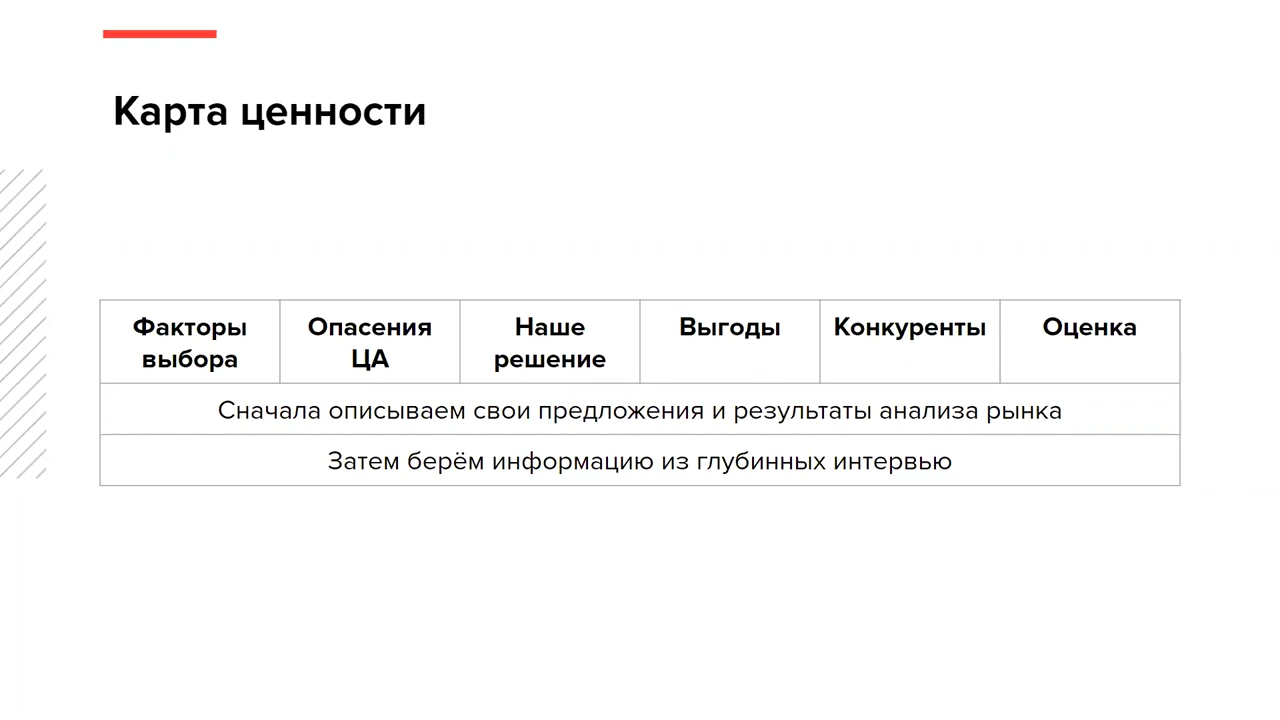 Карта ценности
Факторы выбора
Опасения ЦА
Наше решение
Выгоды
Конкуренты
Оценка
Сначала описываем свои предложения и результаты анализа рынка
Затем берём информацию из глубинных интервью